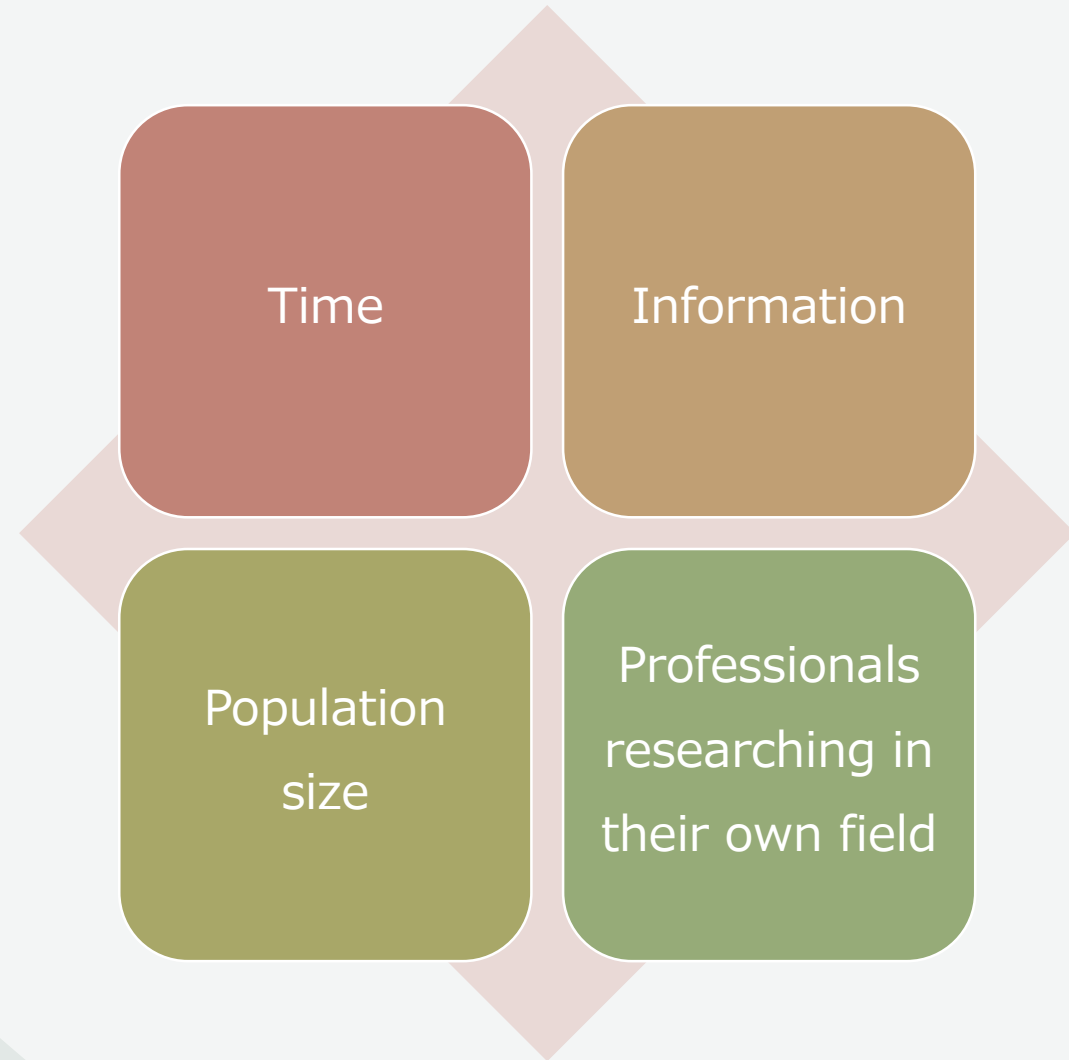 Time
Information
Population
size
Professionals
researching in
their own field